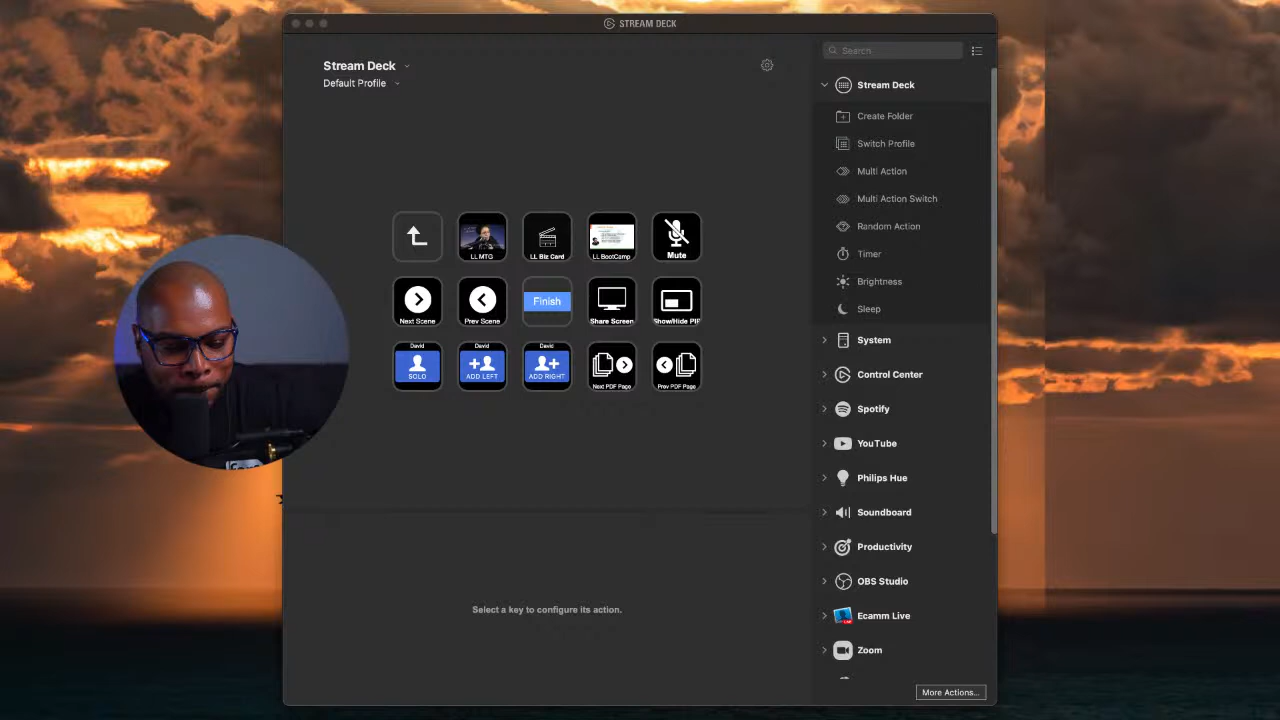 STREAM DECK
Stream Deck
Default Profile
Search
Stream Deck
Create Folder
Switch Profile
Multi Action
Multi Action Switch
Random Action
Timer
Brightness
Sleep
System
Control Center
Spotify
YouTube
Philips Hue
Soundboard
Productivity
OBS Studio
Ecamm Live
Zoom
More Actions...
LL MTG
LL Biz Card
LL BootCamp
Mute
Next Scene
Prev Scene
Finish
Share Screen
Show/Hide PIP
David
SOLO
David
ADD LEFT
David
ADD RIGHT
Next PDF Page
Prev PDF Page
Select a key to configure its action.